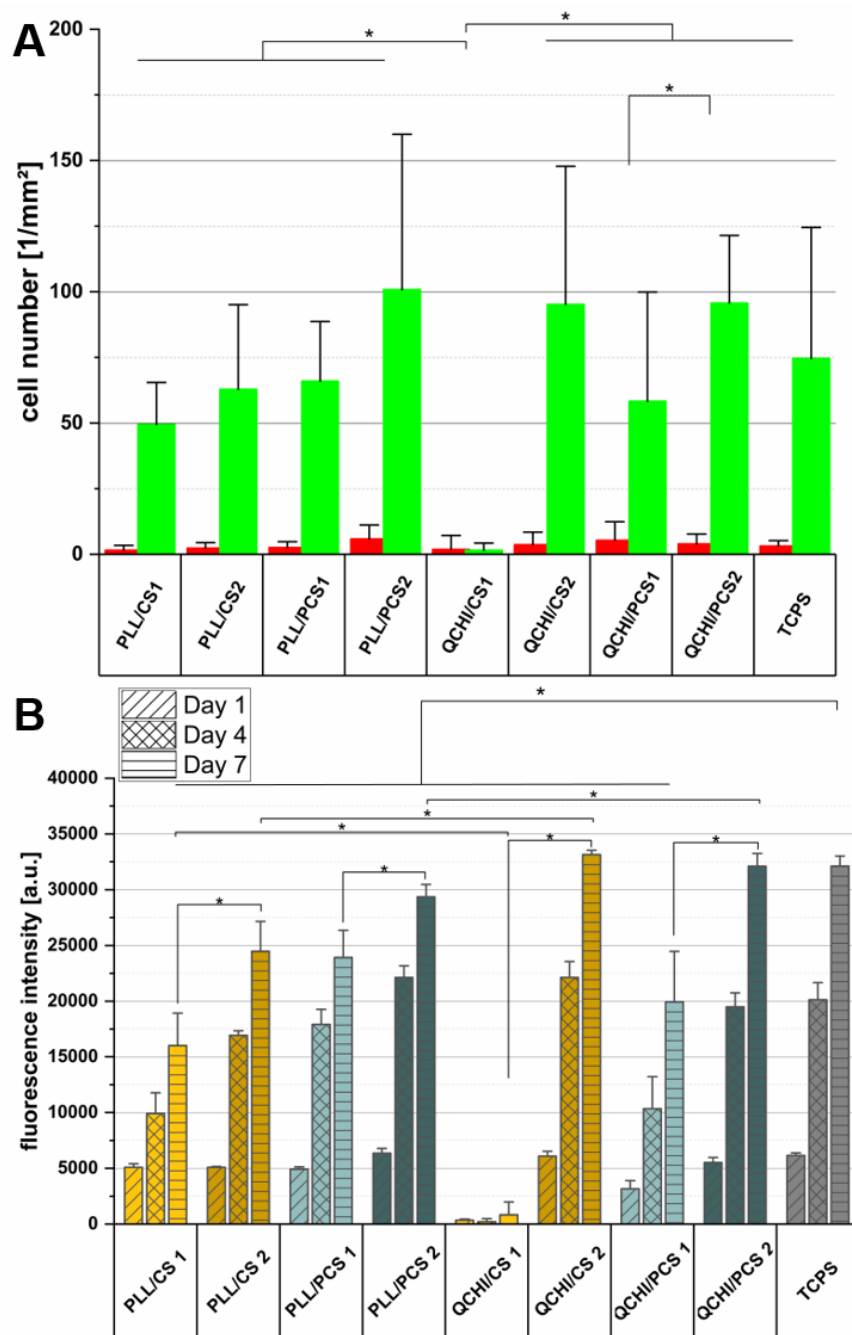 A
*
*
200
*
150
100
50
0
cell number [1/mm²]
PLL/CS1
PLL/CS2
PLL/PCS1
PLL/PCS2
QCHI/CS1
QCHI/CS2
QCHI/PCS1
QCHI/PCS2
TCPS
B
Day 1
Day 4
Day 7
*
40000
*
*
*
35000
*
*
*
30000
*
25000
20000
15000
10000
5000
0
fluorescence intensity [a.u.]
PLL/CS 1
PLL/CS 2
PLL/PCS 1
PLL/PCS 2
QCHI/CS 1
QCHI/CS 2
QCHI/PCS 1
QCHI/PCS 2
TCPS